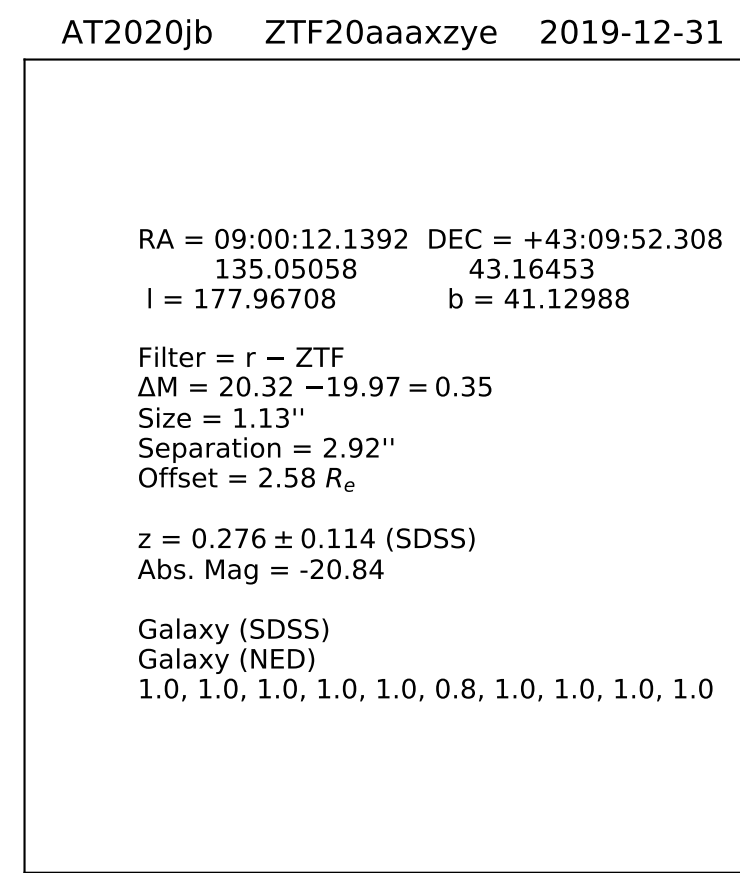 AT2020jb ZTF20aaaxzye 2019-12-31
RA = 09:00:12.1392 DEC = +43:09:52.308
135.05058 43.16453
l = 177.96708 b = 41.12988
Filter = r − ZTF
ΔM = 20.32 −19.97 = 0.35
Size = 1.13''
Separation = 2.92''
Offset = 2.58 Rₑ
z = 0.276 ± 0.114 (SDSS)
Abs. Mag = -20.84
Galaxy (SDSS)
Galaxy (NED)
1.0, 1.0, 1.0, 1.0, 1.0, 0.8, 1.0, 1.0, 1.0, 1.0